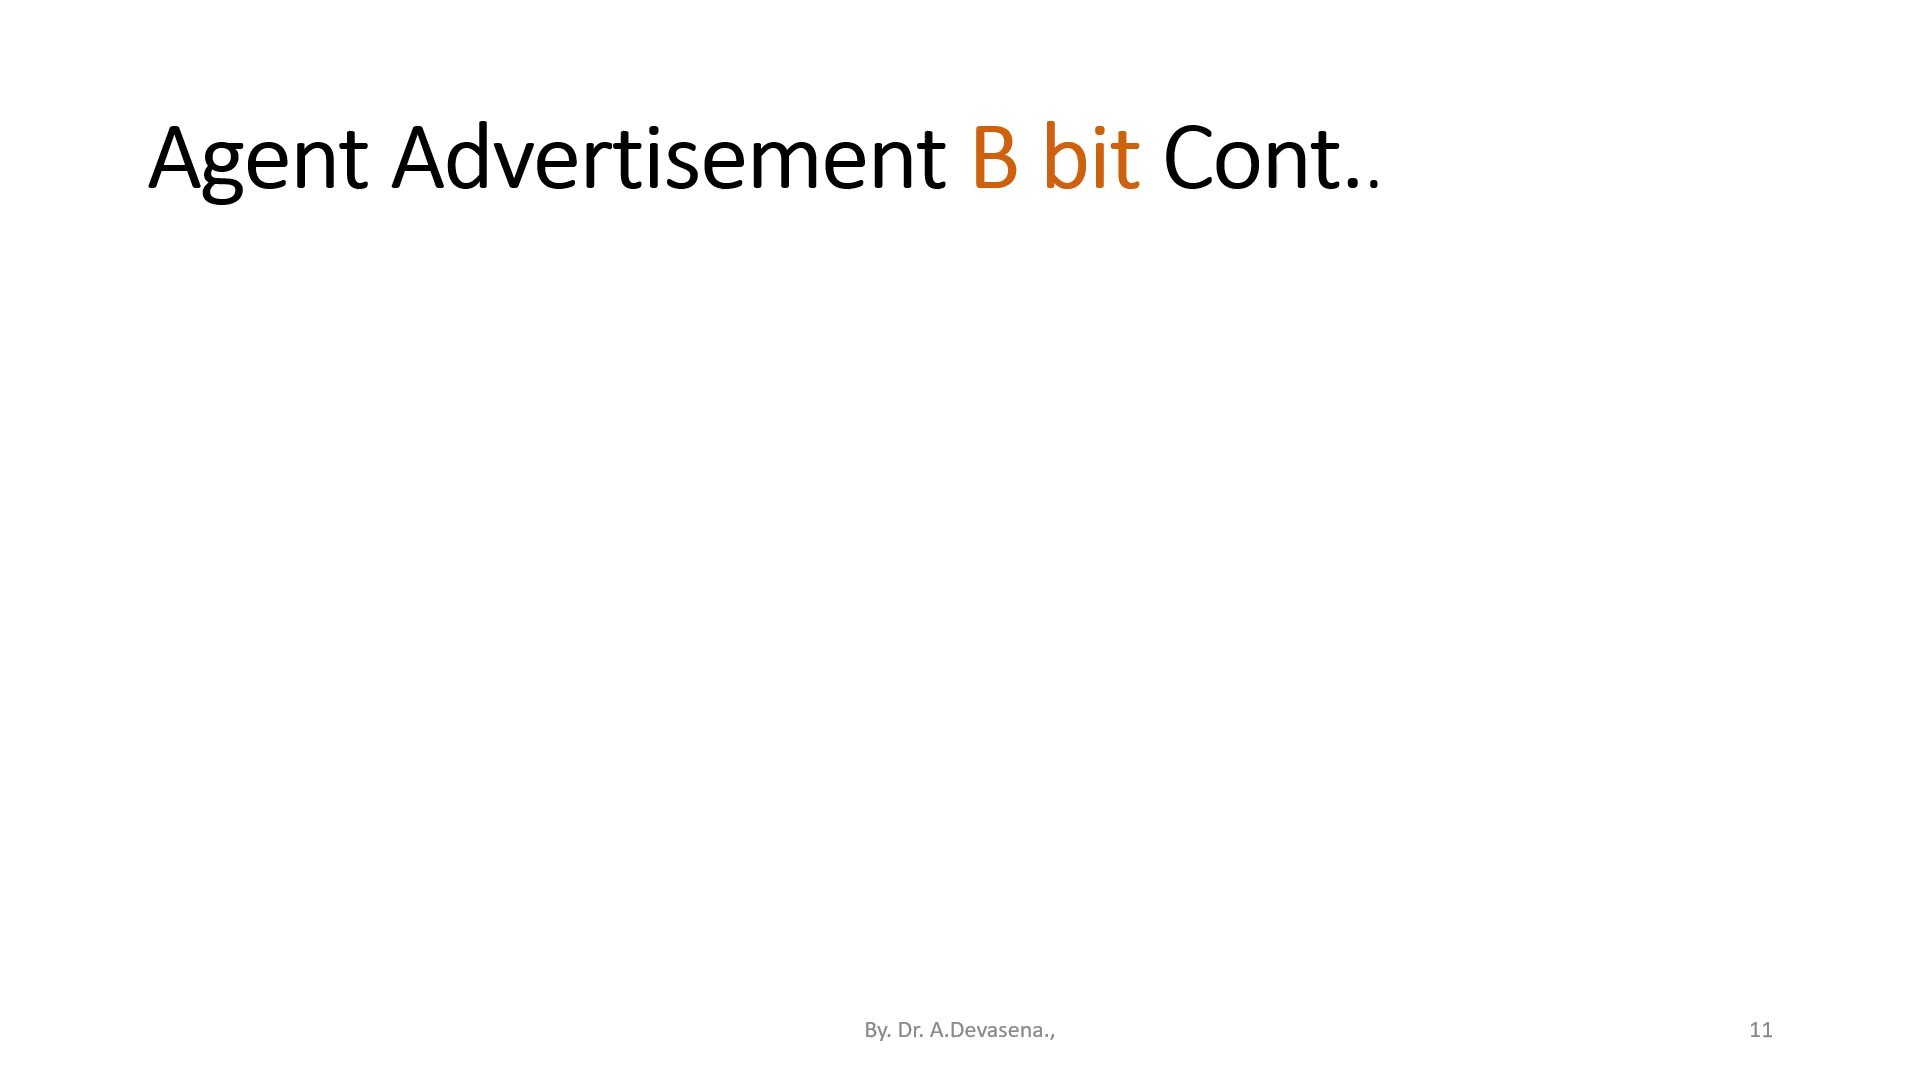 Agent Advertisement B bit Cont..
By. Dr. A.Devasena.,
11